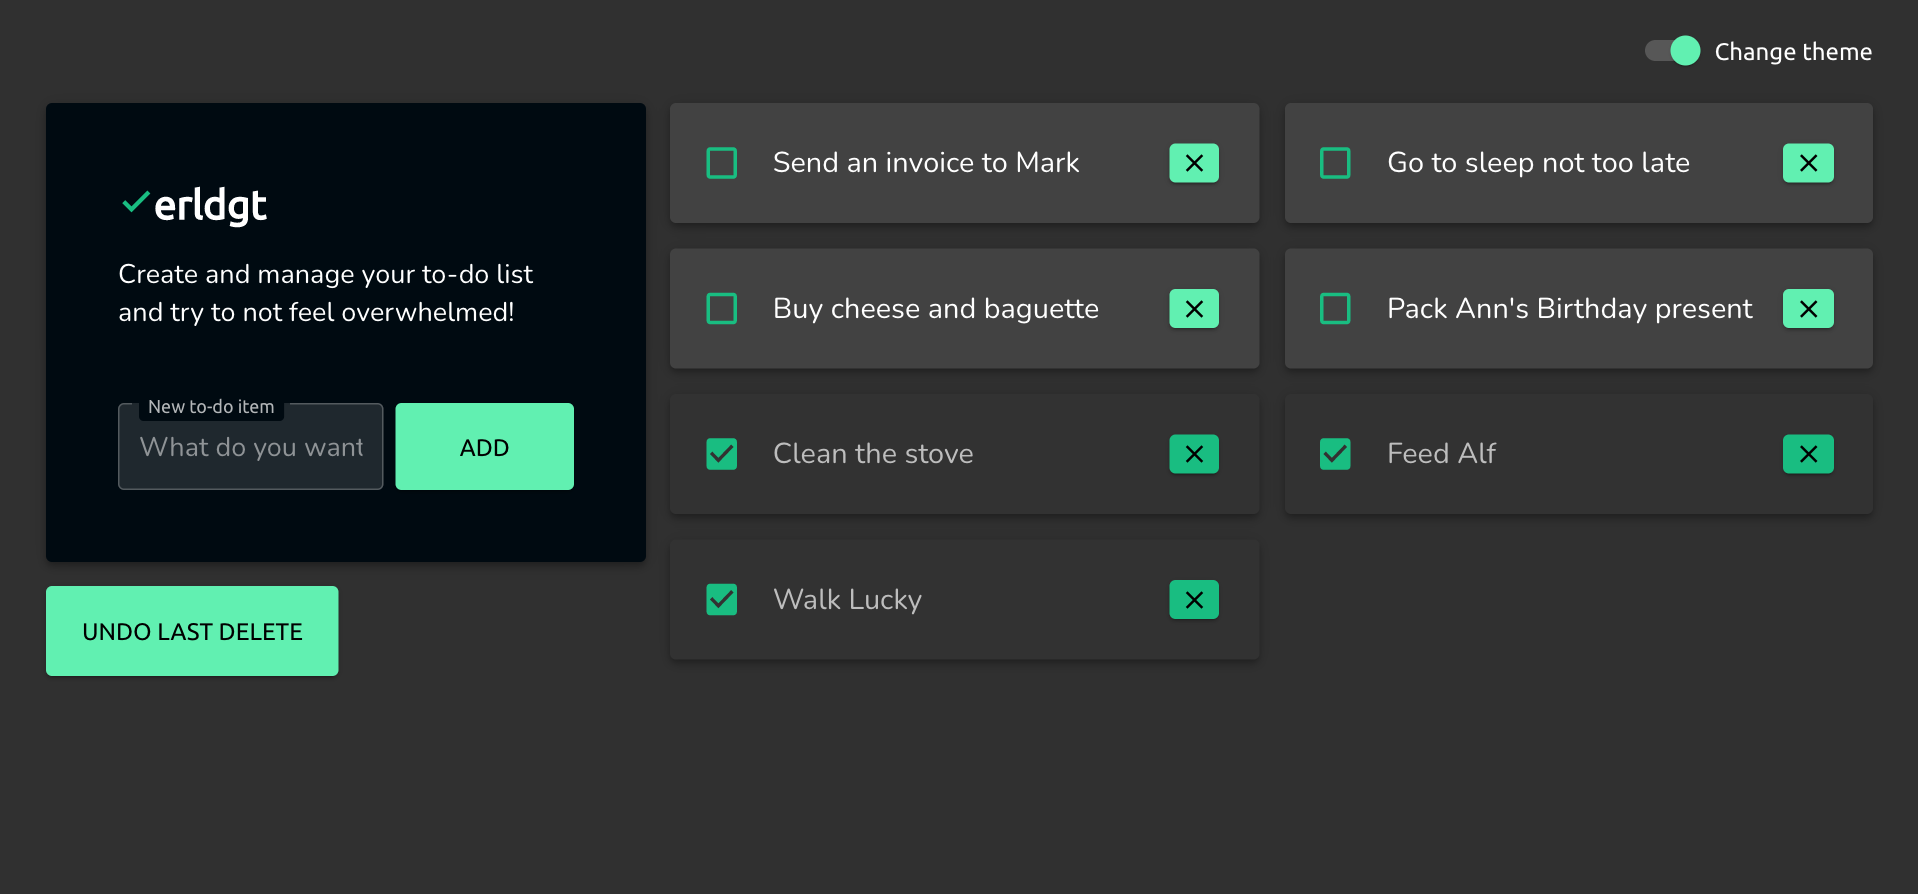 Change theme
erldgt
Create and manage your to-do list
and try to not feel overwhelmed!
New to-do item
What do you want
ADD
UNDO LAST DELETE
Send an invoice to Mark
Go to sleep not too late
Buy cheese and baguette
Pack Ann's Birthday present
Clean the stove
Feed Alf
Walk Lucky